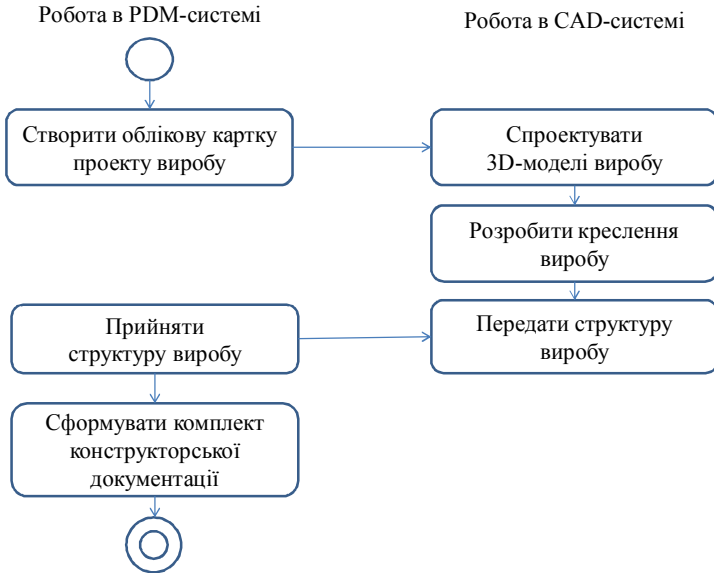 Робота в PDM-системі
Робота в CAD-системі
Створити облікову картку
проекту виробу
Спроектувати
3D-моделі виробу
Розробити креслення
виробу
Прийняти
структуру виробу
Передати структуру
виробу
Сформувати комплект
конструкторської
документації